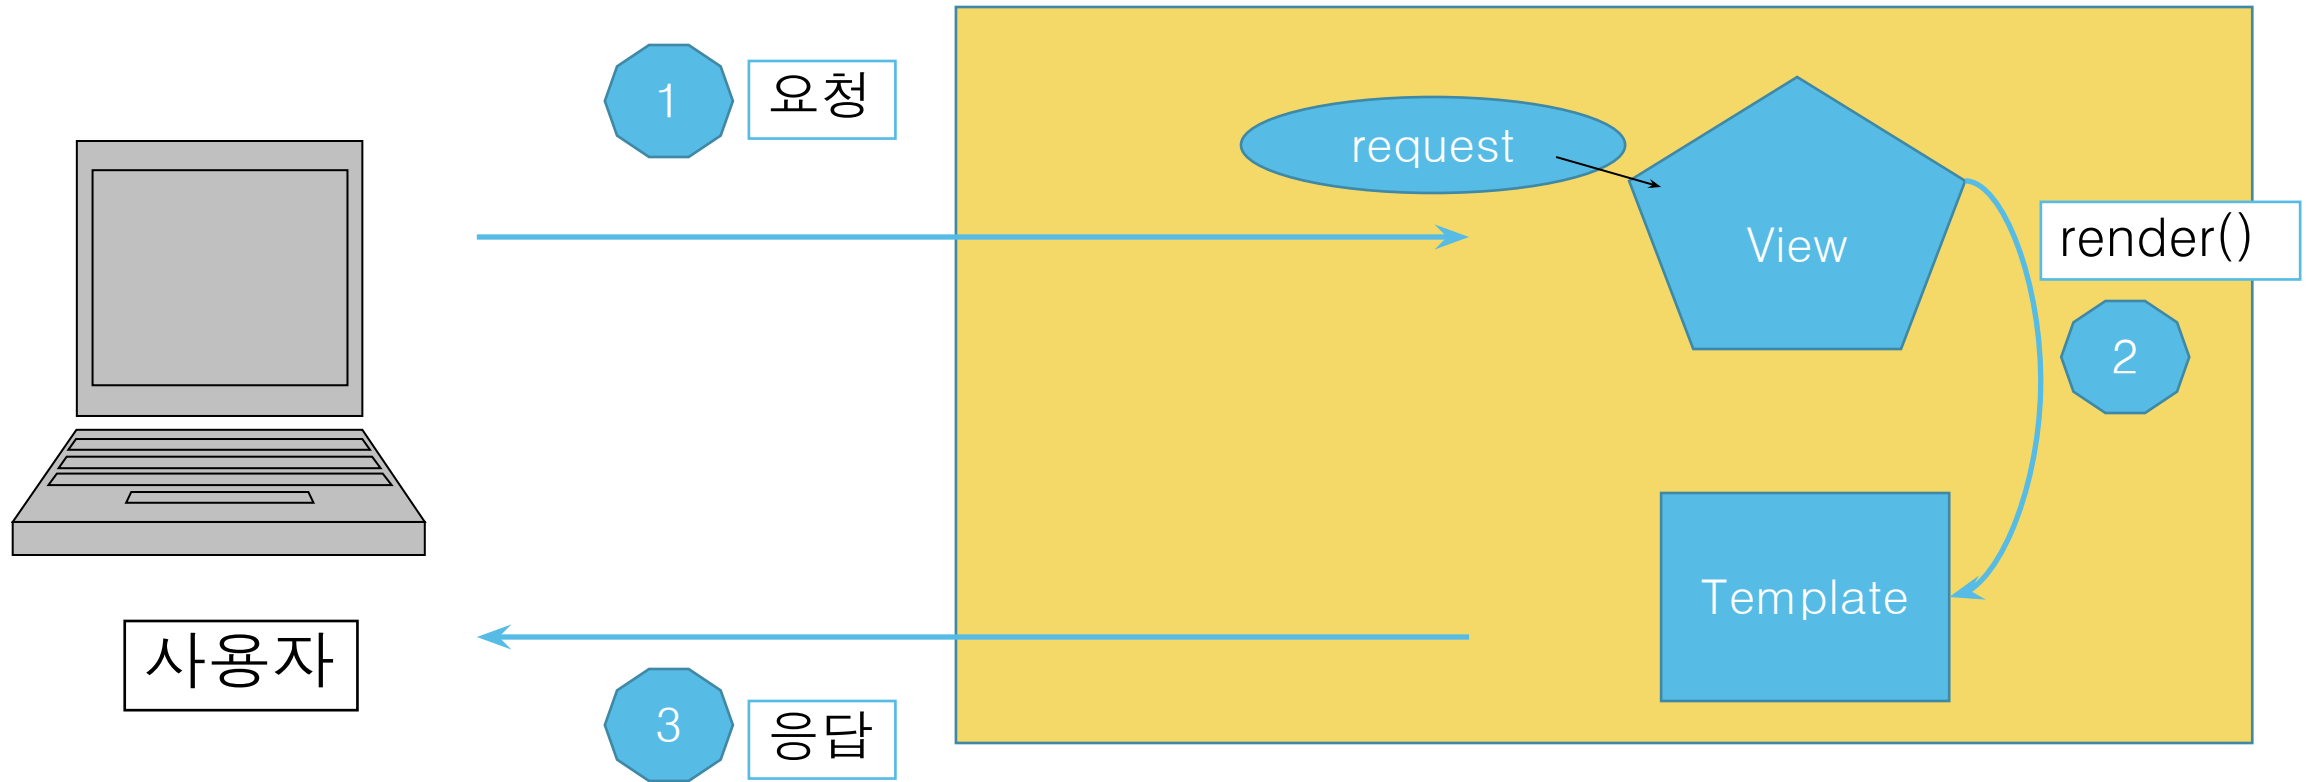 1
요청
request
View
render()
2
Template
사용자
3
응답